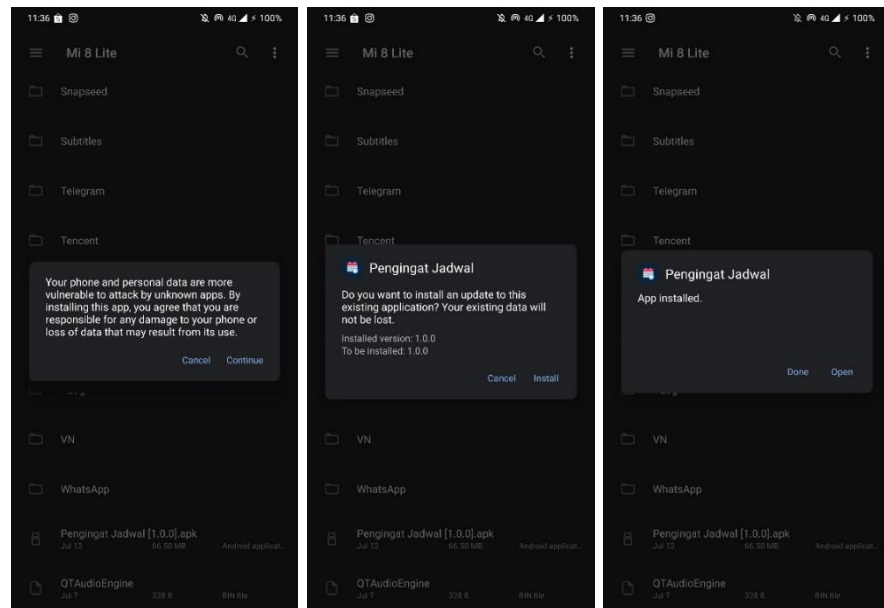 11:36 4G 100%
Mi 8 Lite
Snapseed
Subtitles
Telegram
Tencent
Your phone and personal data are more
vulnerable to attack by unknown apps. By
installing this app, you agree that you are
responsible for any damage to your phone or
loss of data that may result from its use.
Cancel Continue
VN
WhatsApp
Pengingat Jadwal [1.0.0].apk
Jul 12 66.50 MB Android applicat...
QTAudioEngine
Jul 7 328 B BIN file
11:36 4G 100%
Mi 8 Lite
Snapseed
Subtitles
Telegram
Tencent
Pengingat Jadwal
Do you want to install an update to this
existing application? Your existing data will
not be lost.
Installed version: 1.0.0
To be installed: 1.0.0
Cancel Install
VN
WhatsApp
Pengingat Jadwal [1.0.0].apk
Jul 12 66.50 MB Android applicat...
QTAudioEngine
Jul 7 328 B BIN file
11:36 4G 100%
Mi 8 Lite
Snapseed
Subtitles
Telegram
Tencent
Pengingat Jadwal
App installed.
Done Open
VN
WhatsApp
Pengingat Jadwal [1.0.0].apk
Jul 12 66.50 MB Android applicat...
QTAudioEngine
Jul 7 328 B BIN file